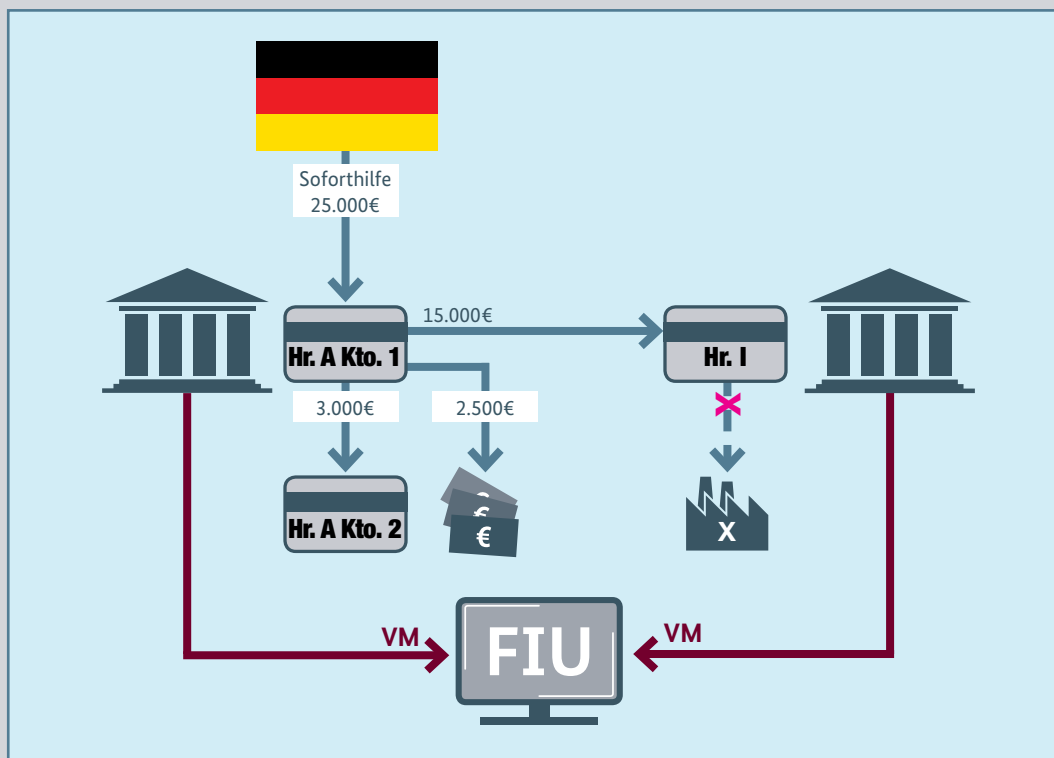 Soforthilfe
25.000€
15.000€
Hr. A Kto. 1
Hr. I
3.000€
2.500€
Hr. A Kto. 2
€
€
€
X
VM
VM
FIU